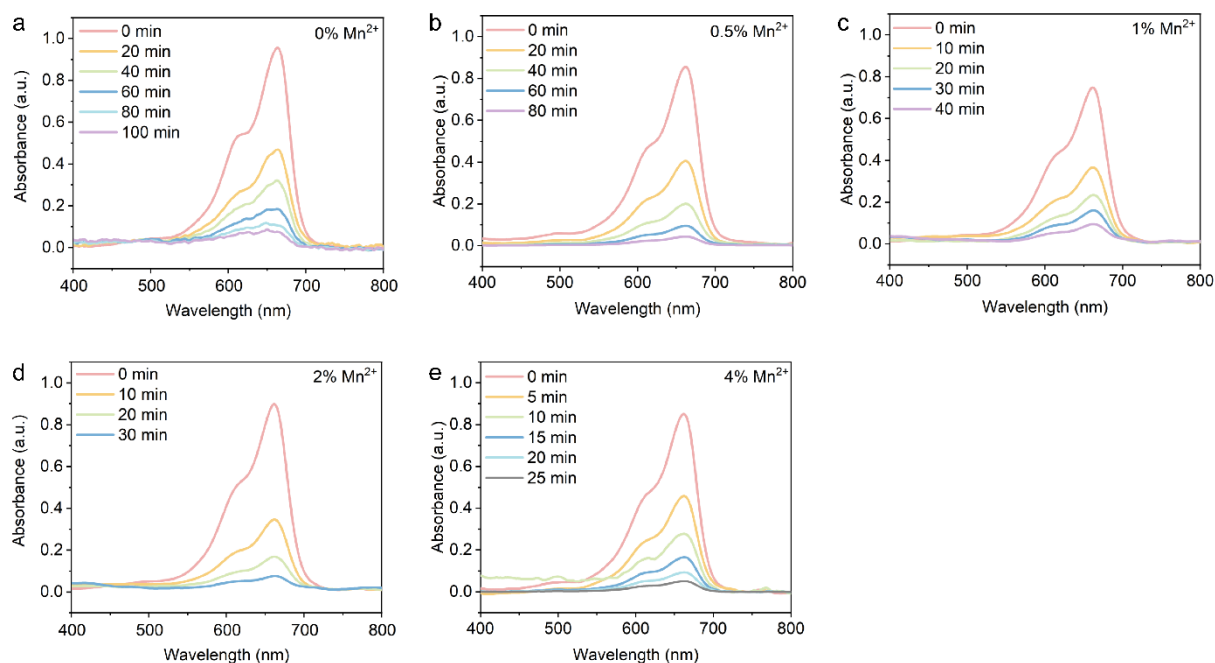 a
0 min
20 min
40 min
60 min
80 min
100 min
0% Mn²⁺
1.0
0.8
0.6
0.4
0.2
0.0
400 500 600 700 800
Wavelength (nm)
Absorbance (a.u.)
b
0 min
20 min
40 min
60 min
80 min
0.5% Mn²⁺
1.0
0.8
0.6
0.4
0.2
0.0
400 500 600 700 800
Wavelength (nm)
Absorbance (a.u.)
c
0 min
10 min
20 min
30 min
40 min
1% Mn²⁺
1.0
0.8
0.6
0.4
0.2
0.0
400 500 600 700 800
Wavelength (nm)
Absorbance (a.u.)
d
0 min
10 min
20 min
30 min
2% Mn²⁺
1.0
0.8
0.6
0.4
0.2
0.0
400 500 600 700 800
Wavelength (nm)
Absorbance (a.u.)
e
0 min
5 min
10 min
15 min
20 min
25 min
4% Mn²⁺
1.0
0.8
0.6
0.4
0.2
0.0
400 500 600 700 800
Wavelength (nm)
Absorbance (a.u.)